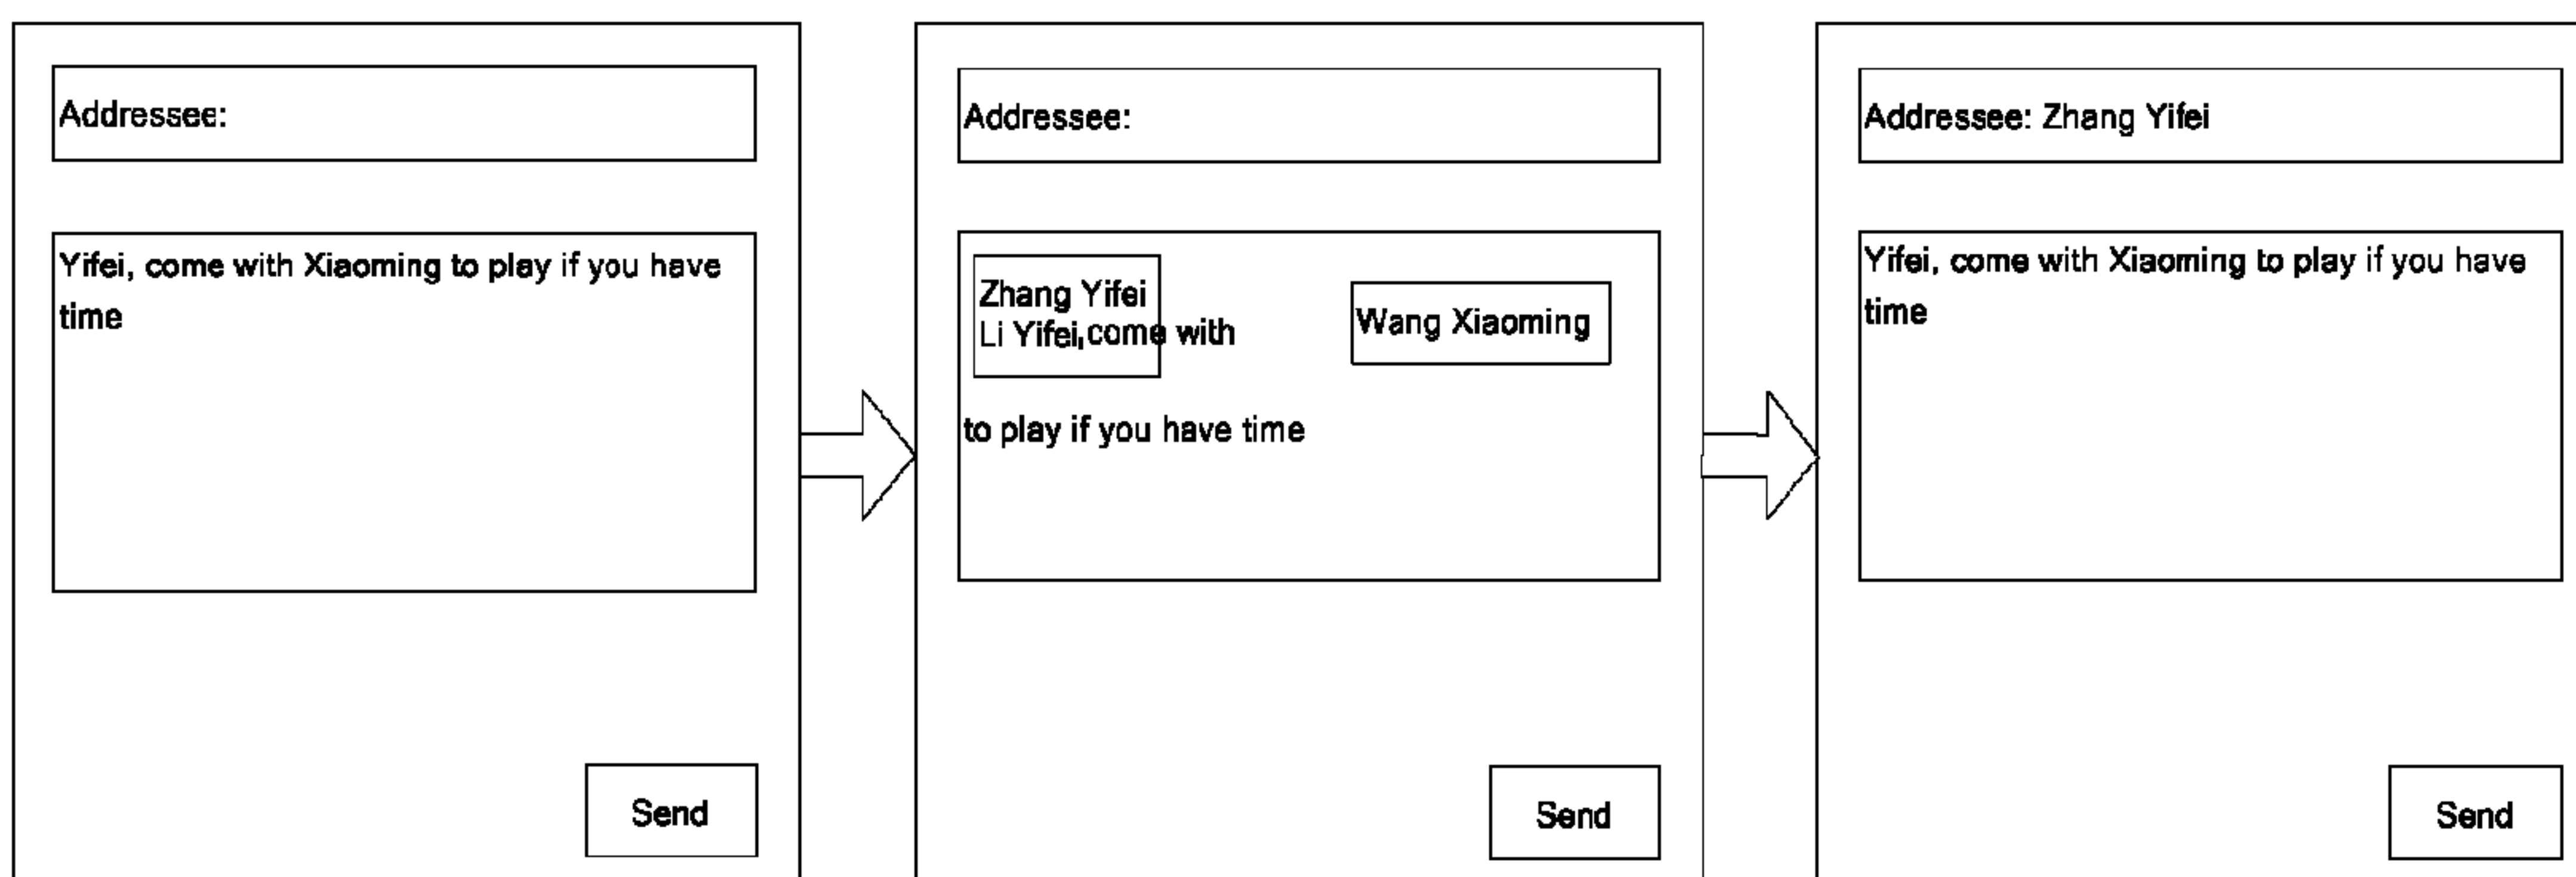 Addressee:
Yifei, come with Xiaoming to play if you have
time
Send
Addressee:
Zhang Yifei
Li Yifei,come with
Wang Xiaoming
to play if you have time
Send
Addressee: Zhang Yifei
Yifei, come with Xiaoming to play if you have
time
Send